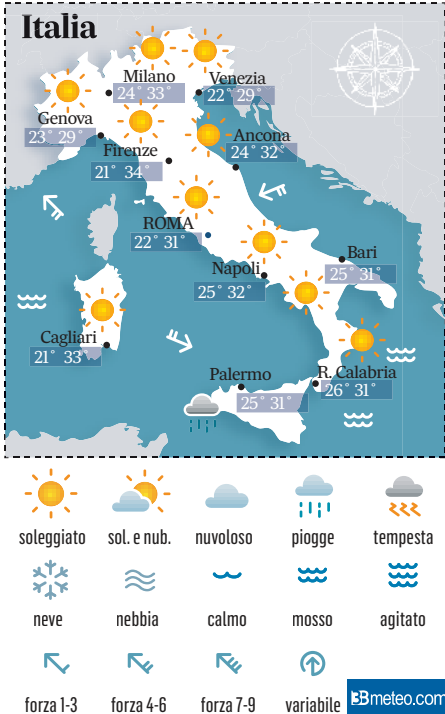 Italia
Milano
24° 33°
Venezia
22° 29°
Genova
23° 29°
Firenze
21° 34°
Ancona
24° 32°
ROMA
22° 31°
Napoli
25° 32°
Bari
25° 31°
Cagliari
21° 33°
Palermo
25° 31°
R. Calabria
26° 31°
soleggiato sol. e nub. nuvoloso piogge tempesta
neve nebbia calmo mosso agitato
forza 1-3 forza 4-6 forza 7-9 variabile
3Bmeteo.com